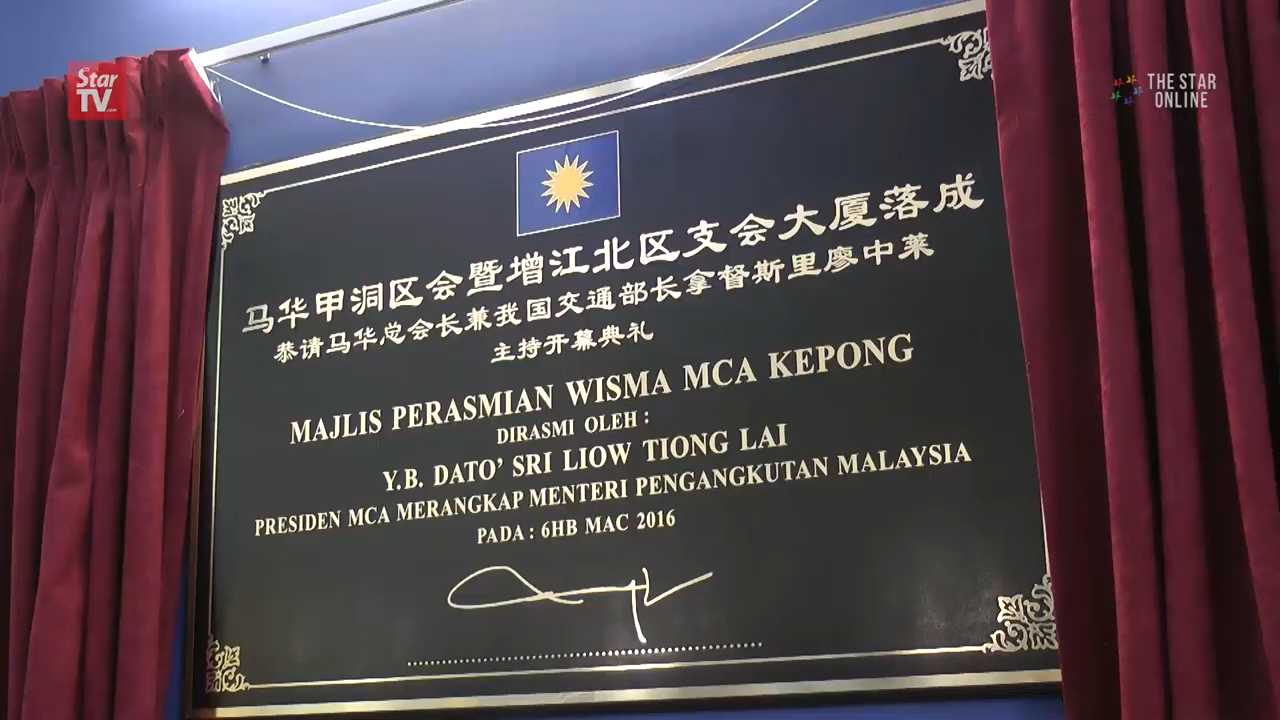 Star
TV.com
THE STAR
ONLINE
马华甲洞区会暨增江北区支会大厦落成
恭请马华总会长兼我国交通部长拿督斯里廖中莱
主持开幕典礼
MAJLIS PERASMIAN WISMA MCA KEPONG
DIRASMI OLEH :
Y.B. DATO’ SRI LIOW TIONG LAI
PRESIDEN MCA MERANGKAP MENTERI PENGANGKUTAN MALAYSIA
PADA : 6HB MAC 2016